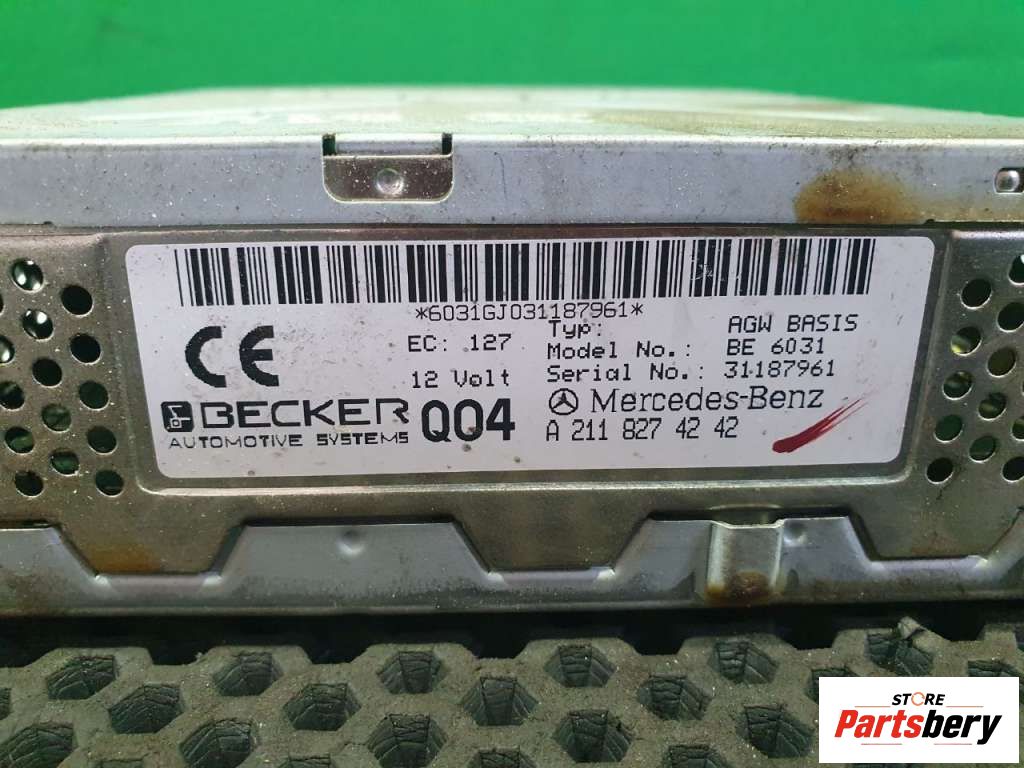 *6031GJ031187961*
CE
EC: 127
12 Volt
Typ: AGW BASIS
Model No.: BE 6031
Serial No.: 31187961
BECKER
AUTOMOTIVE SYSTEMS
Q04
Mercedes-Benz
A 211 827 42 42
STORE
Partsbery